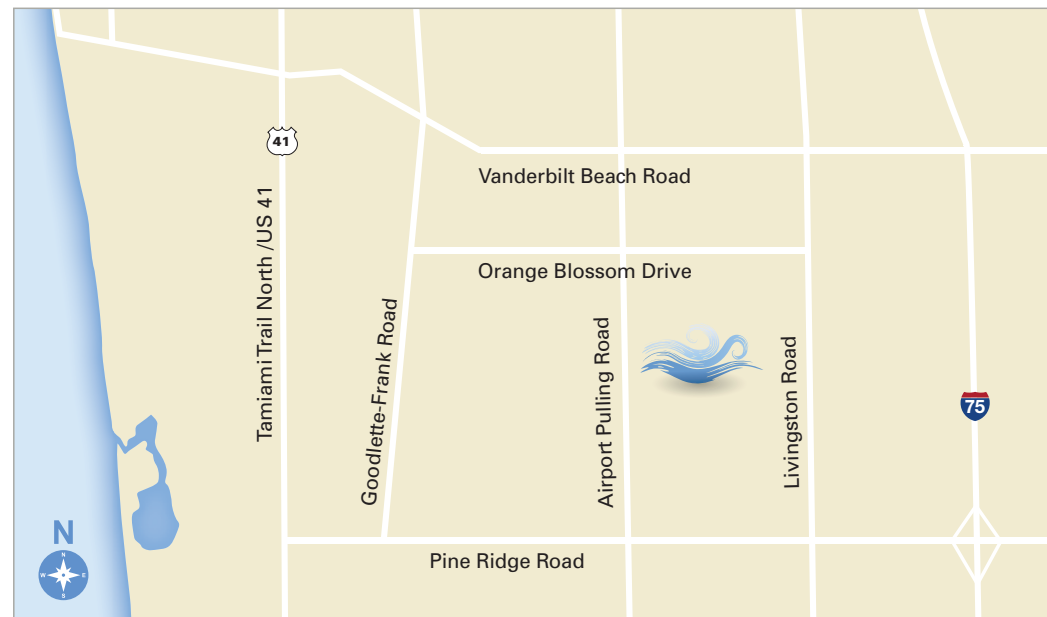 41
Vanderbilt Beach Road
Tamiami Trail North /US 41
Orange Blossom Drive
Goodlette-Frank Road
Airport Pulling Road
Livingston Road
75
N
N
W E
S
Pine Ridge Road